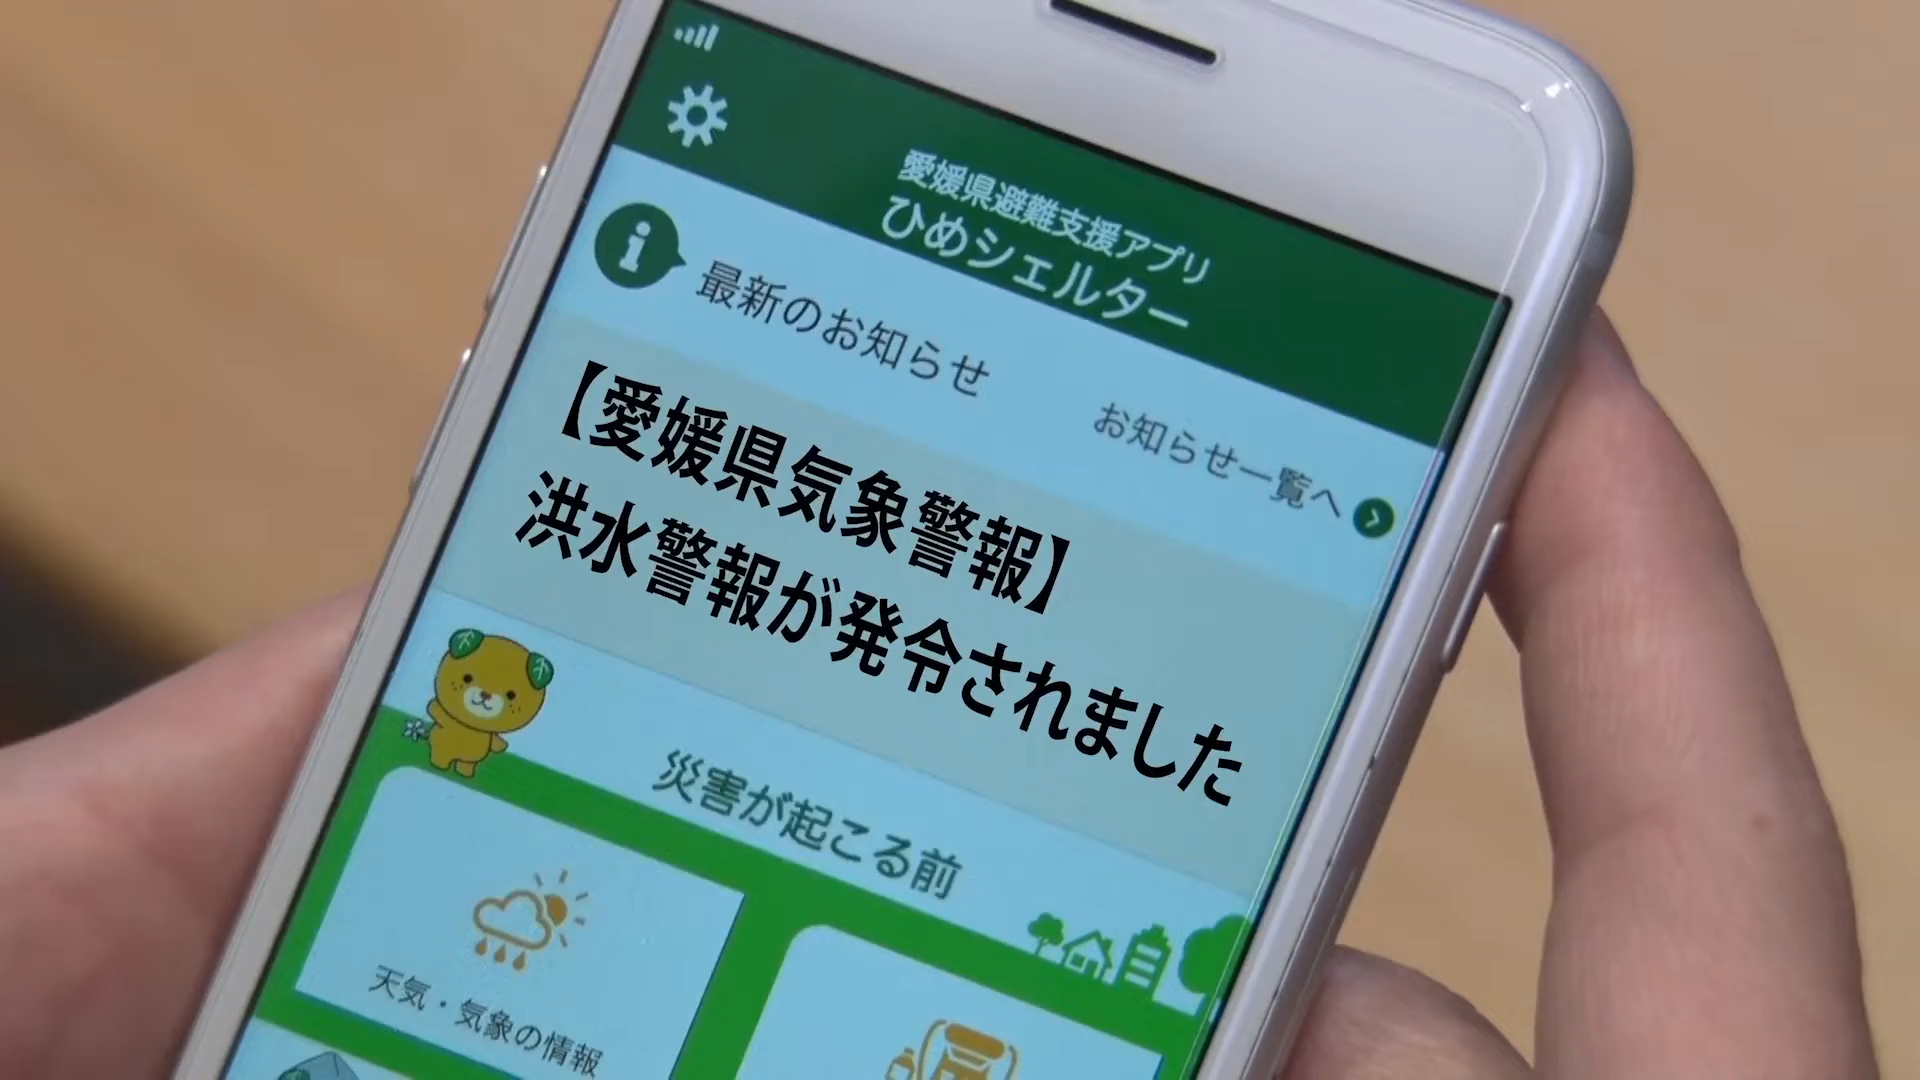 愛媛県避難支援アプリ
ひめシェルター
最新のお知らせ
お知らせ一覧へ
【愛媛県気象警報】
洪水警報が発令されました
災害が起こる前
天気・気象の情報